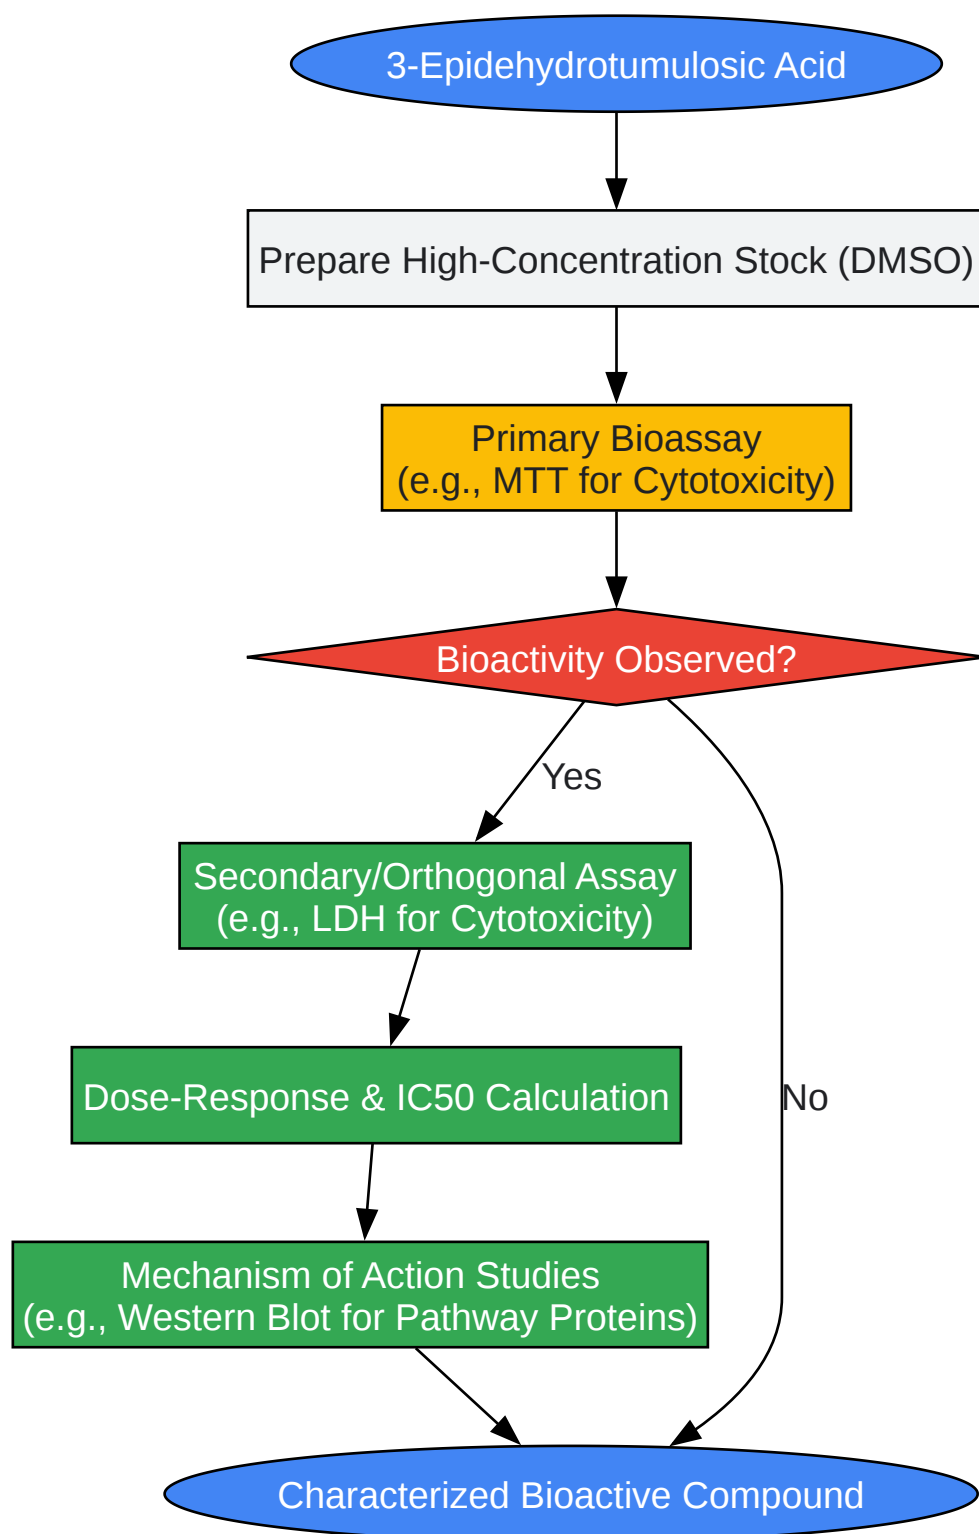 3-Epidehydrotumulosic Acid
Prepare High-Concentration Stock (DMSO)
Primary Bioassay
(e.g., MTT for Cytotoxicity)
Bioactivity Observed?
Yes
Secondary/Orthogonal Assay
(e.g., LDH for Cytotoxicity)
Dose-Response & IC50 Calculation
No
Mechanism of Action Studies
(e.g., Western Blot for Pathway Proteins)
Characterized Bioactive Compound